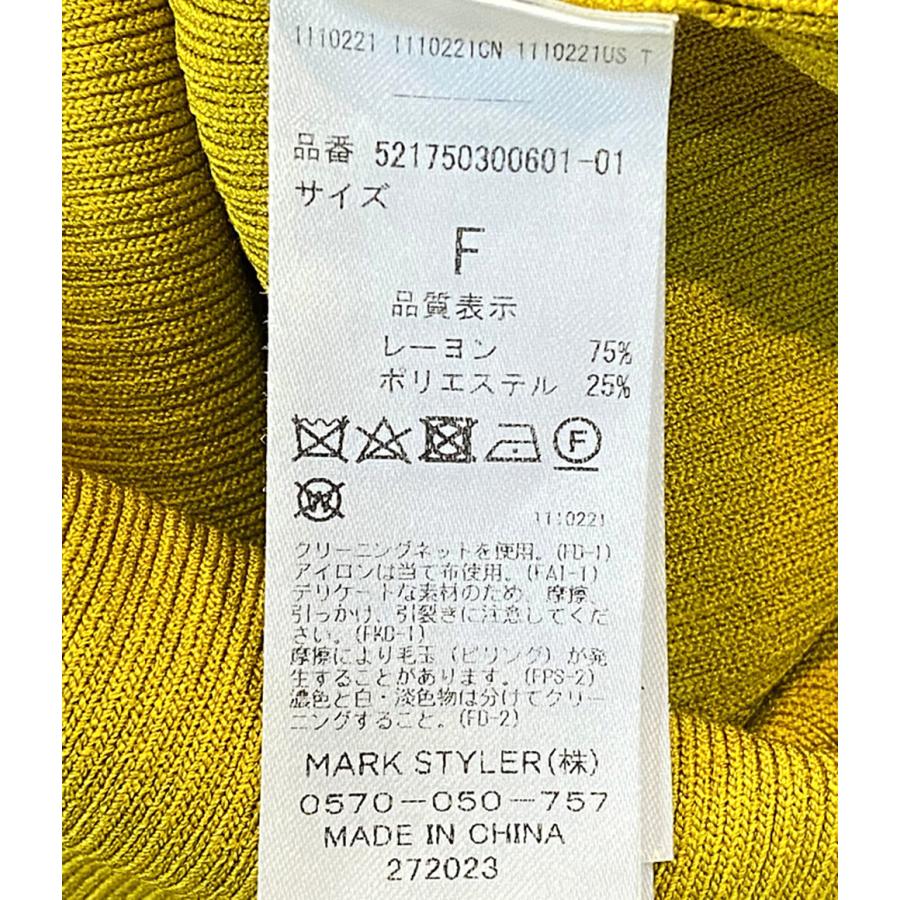 1110221 1110221CN 1110221US T
品番 521750300601-01
サイズ
F
品質表示
レーヨン 75%
ポリエステル 25%
F
W
1110221
クリーニングネットを使用。(FD-1)
アイロンは当て布使用。(FAI-1)
デリケートな素材のため、摩擦、
引っかけ、引裂きに注意してくだ
さい。(FKC-1)
摩擦により毛玉(ピリング)が発
生することがあります。(FPS-2)
濃色と白・淡色物は分けてクリー
ニングすること。(FD-2)
MARK STYLER(株)
0570-050-757
MADE IN CHINA
272023